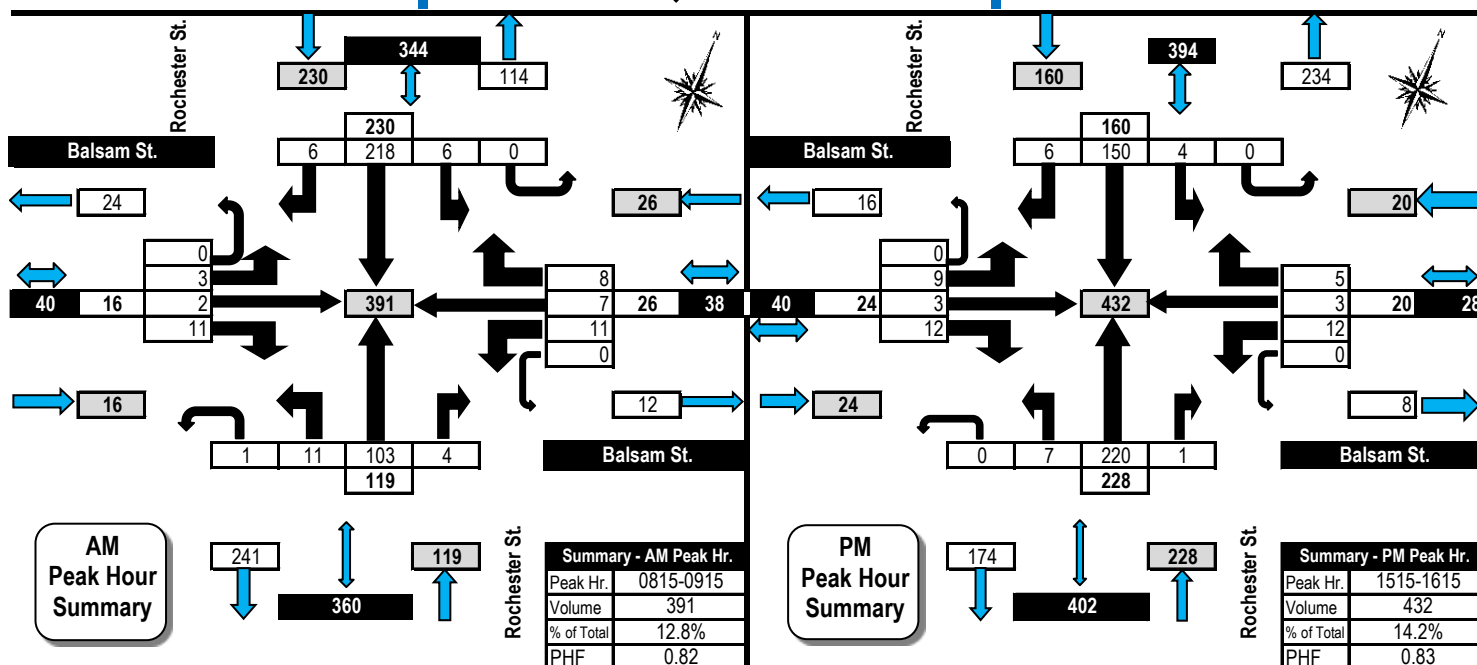 Rochester St.
230
344
114
N
Balsam St.
230
6 218 6 0
24
26
0
3
40 16 2
11
391
8
7 26 38
11
0
16
12
1 11 103 4
119
Balsam St.
AM
Peak Hour
Summary
241
119
360
Rochester St.
Summary - AM Peak Hr.
Peak Hr. 0815-0915
Volume 391
% of Total 12.8%
PHF 0.82
Rochester St.
160
394
234
N
Balsam St.
160
6 150 4 0
16
20
0
9
40 24 3
12
432
5
3 20 28
12
0
24
8
0 7 220 1
228
Balsam St.
PM
Peak Hour
Summary
174
228
402
Rochester St.
Summary - PM Peak Hr.
Peak Hr. 1515-1615
Volume 432
% of Total 14.2%
PHF 0.83